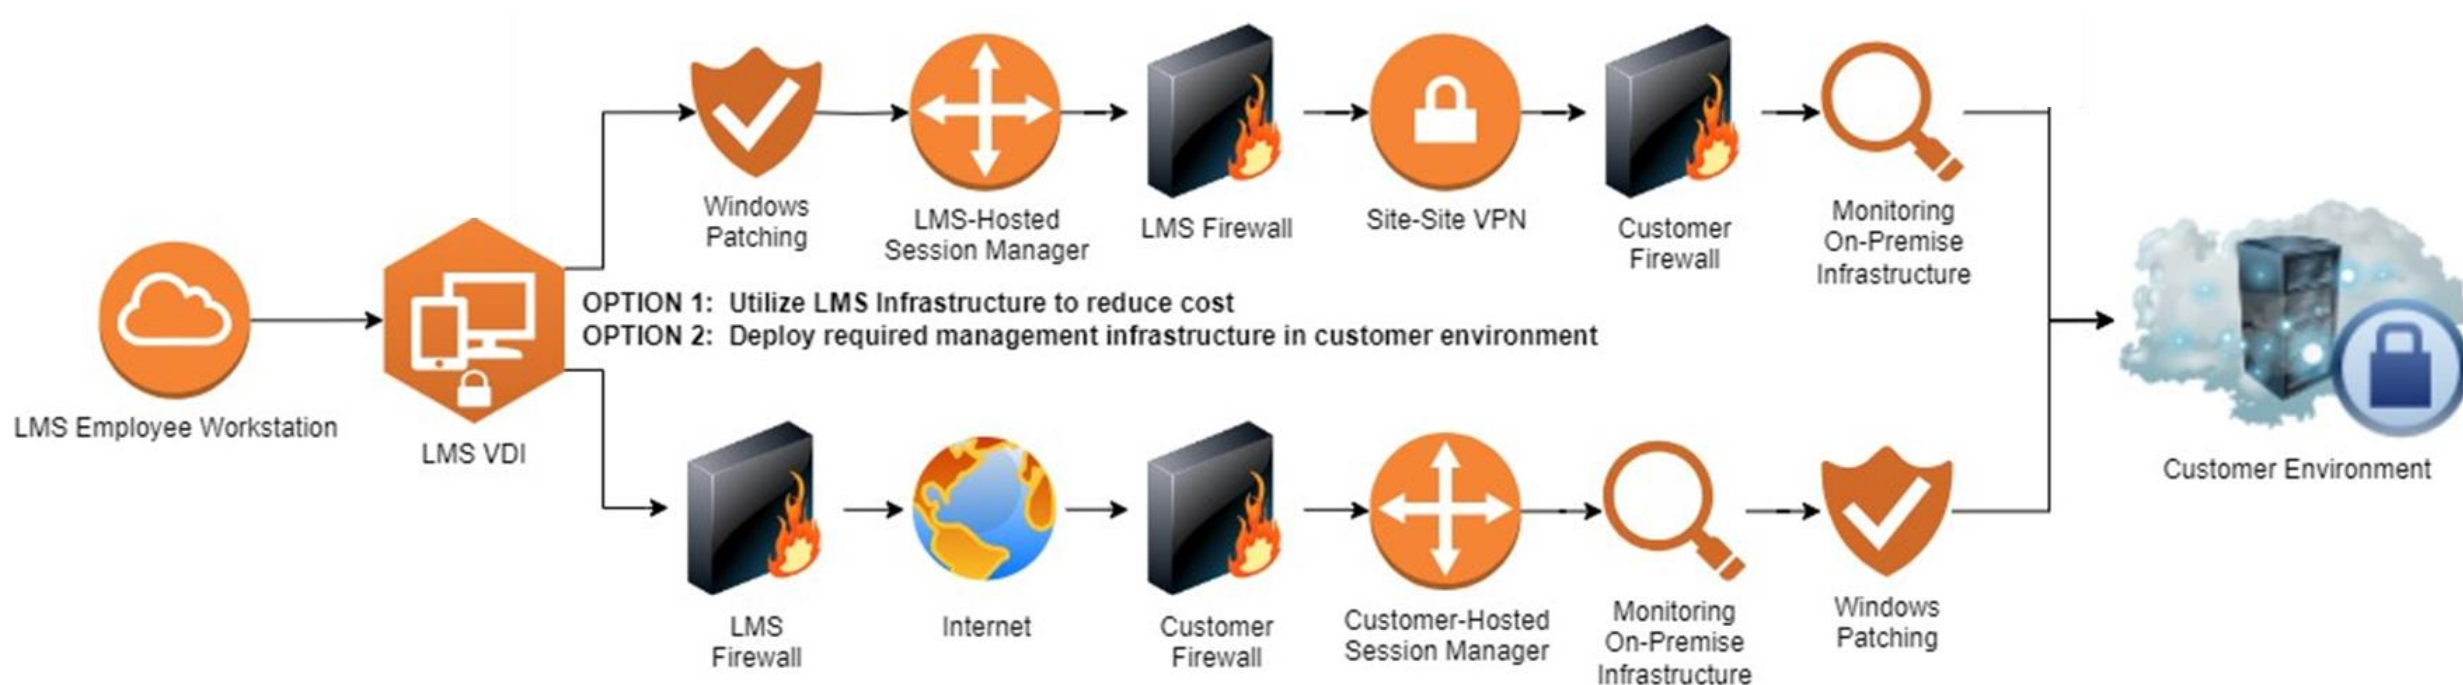 Windows
Patching
LMS-Hosted
Session Manager
LMS Firewall
Site-Site VPN
Customer
Firewall
Monitoring
On-Premise
Infrastructure
LMS Employee Workstation
LMS VDI
OPTION 1: Utilize LMS Infrastructure to reduce cost
OPTION 2: Deploy required management infrastructure in customer environment
Customer Environment
LMS
Firewall
Internet
Customer
Firewall
Customer-Hosted
Session Manager
Monitoring
On-Premise
Infrastructure
Windows
Patching